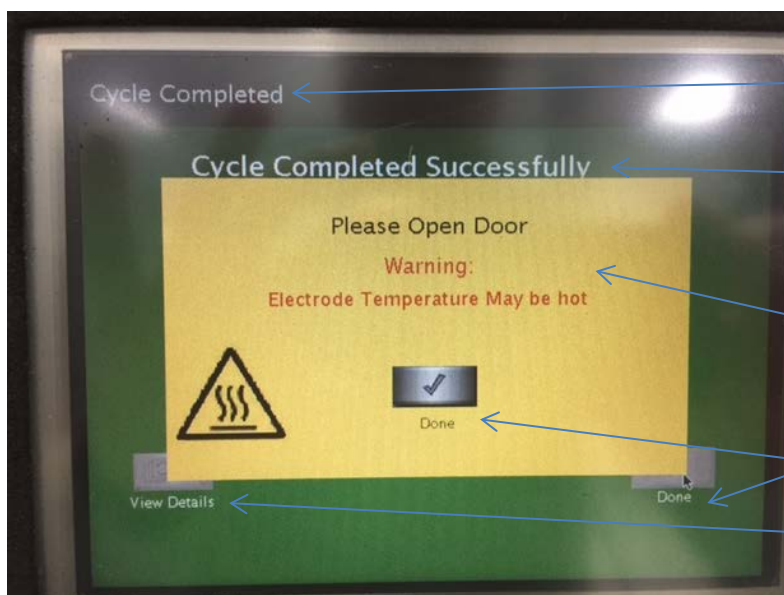 Cycle Completed
Cycle Completed Successfully
Please Open Door
Warning:
Electrode Temperature May be hot
Done
View Details
Done